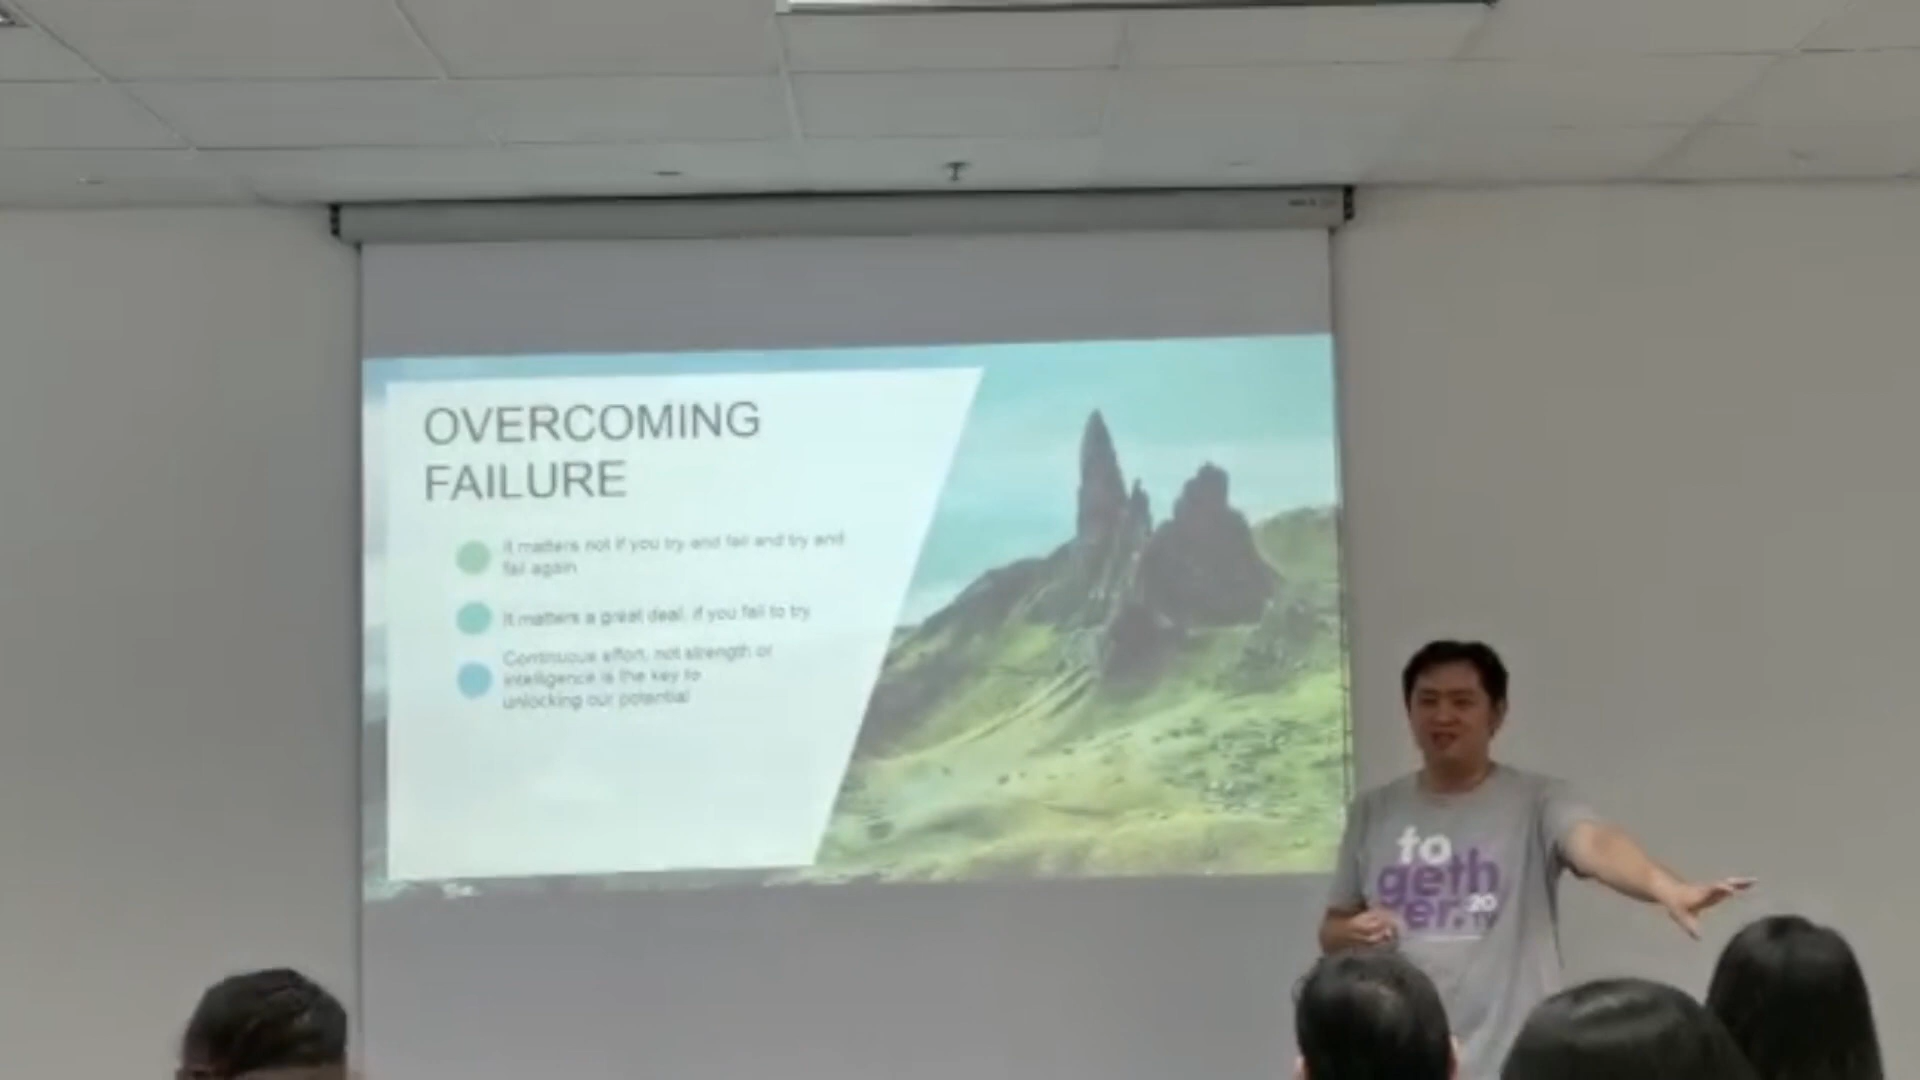 OVERCOMING
FAILURE
It matters not if you try and fail and try and
fail again
It matters a great deal, if you fail to try
Continuous effort, not strength or
intelligence is the key to
unlocking our potential
to
geth
er.
20